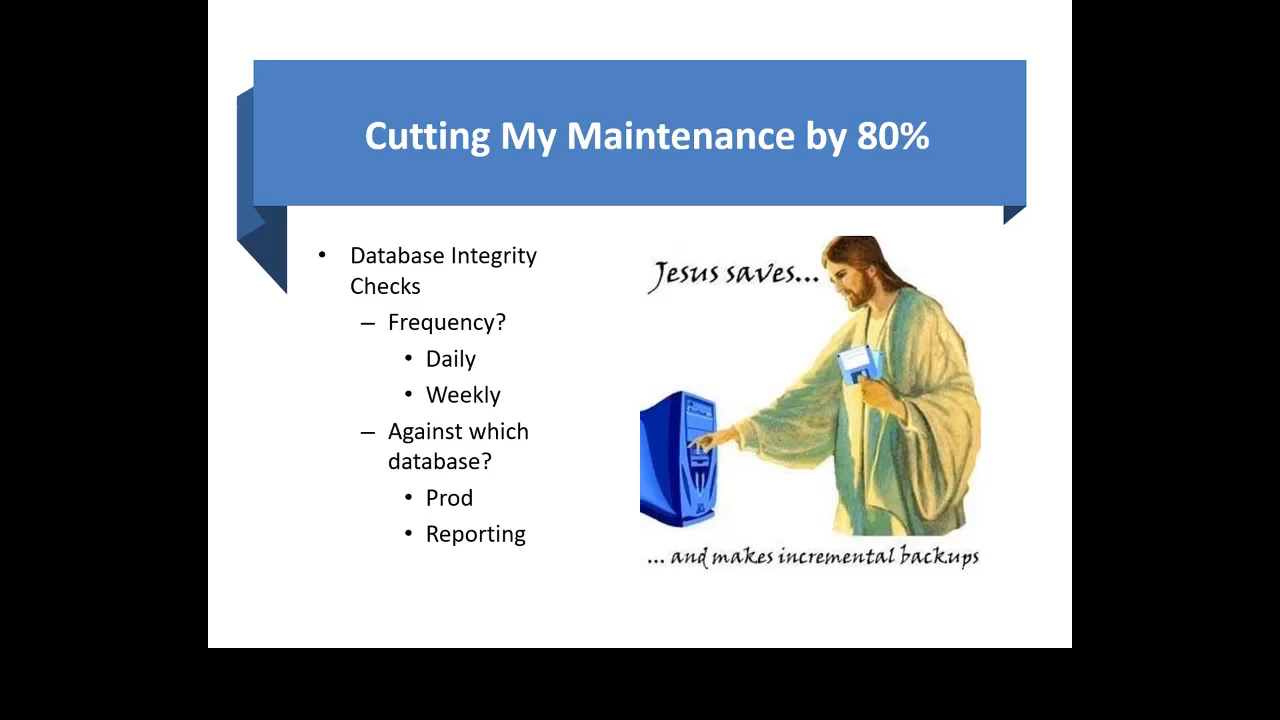 Cutting My Maintenance by 80%
• Database Integrity
Checks
– Frequency?
• Daily
• Weekly
– Against which
database?
• Prod
• Reporting
Jesus saves...
... and makes incremental backups